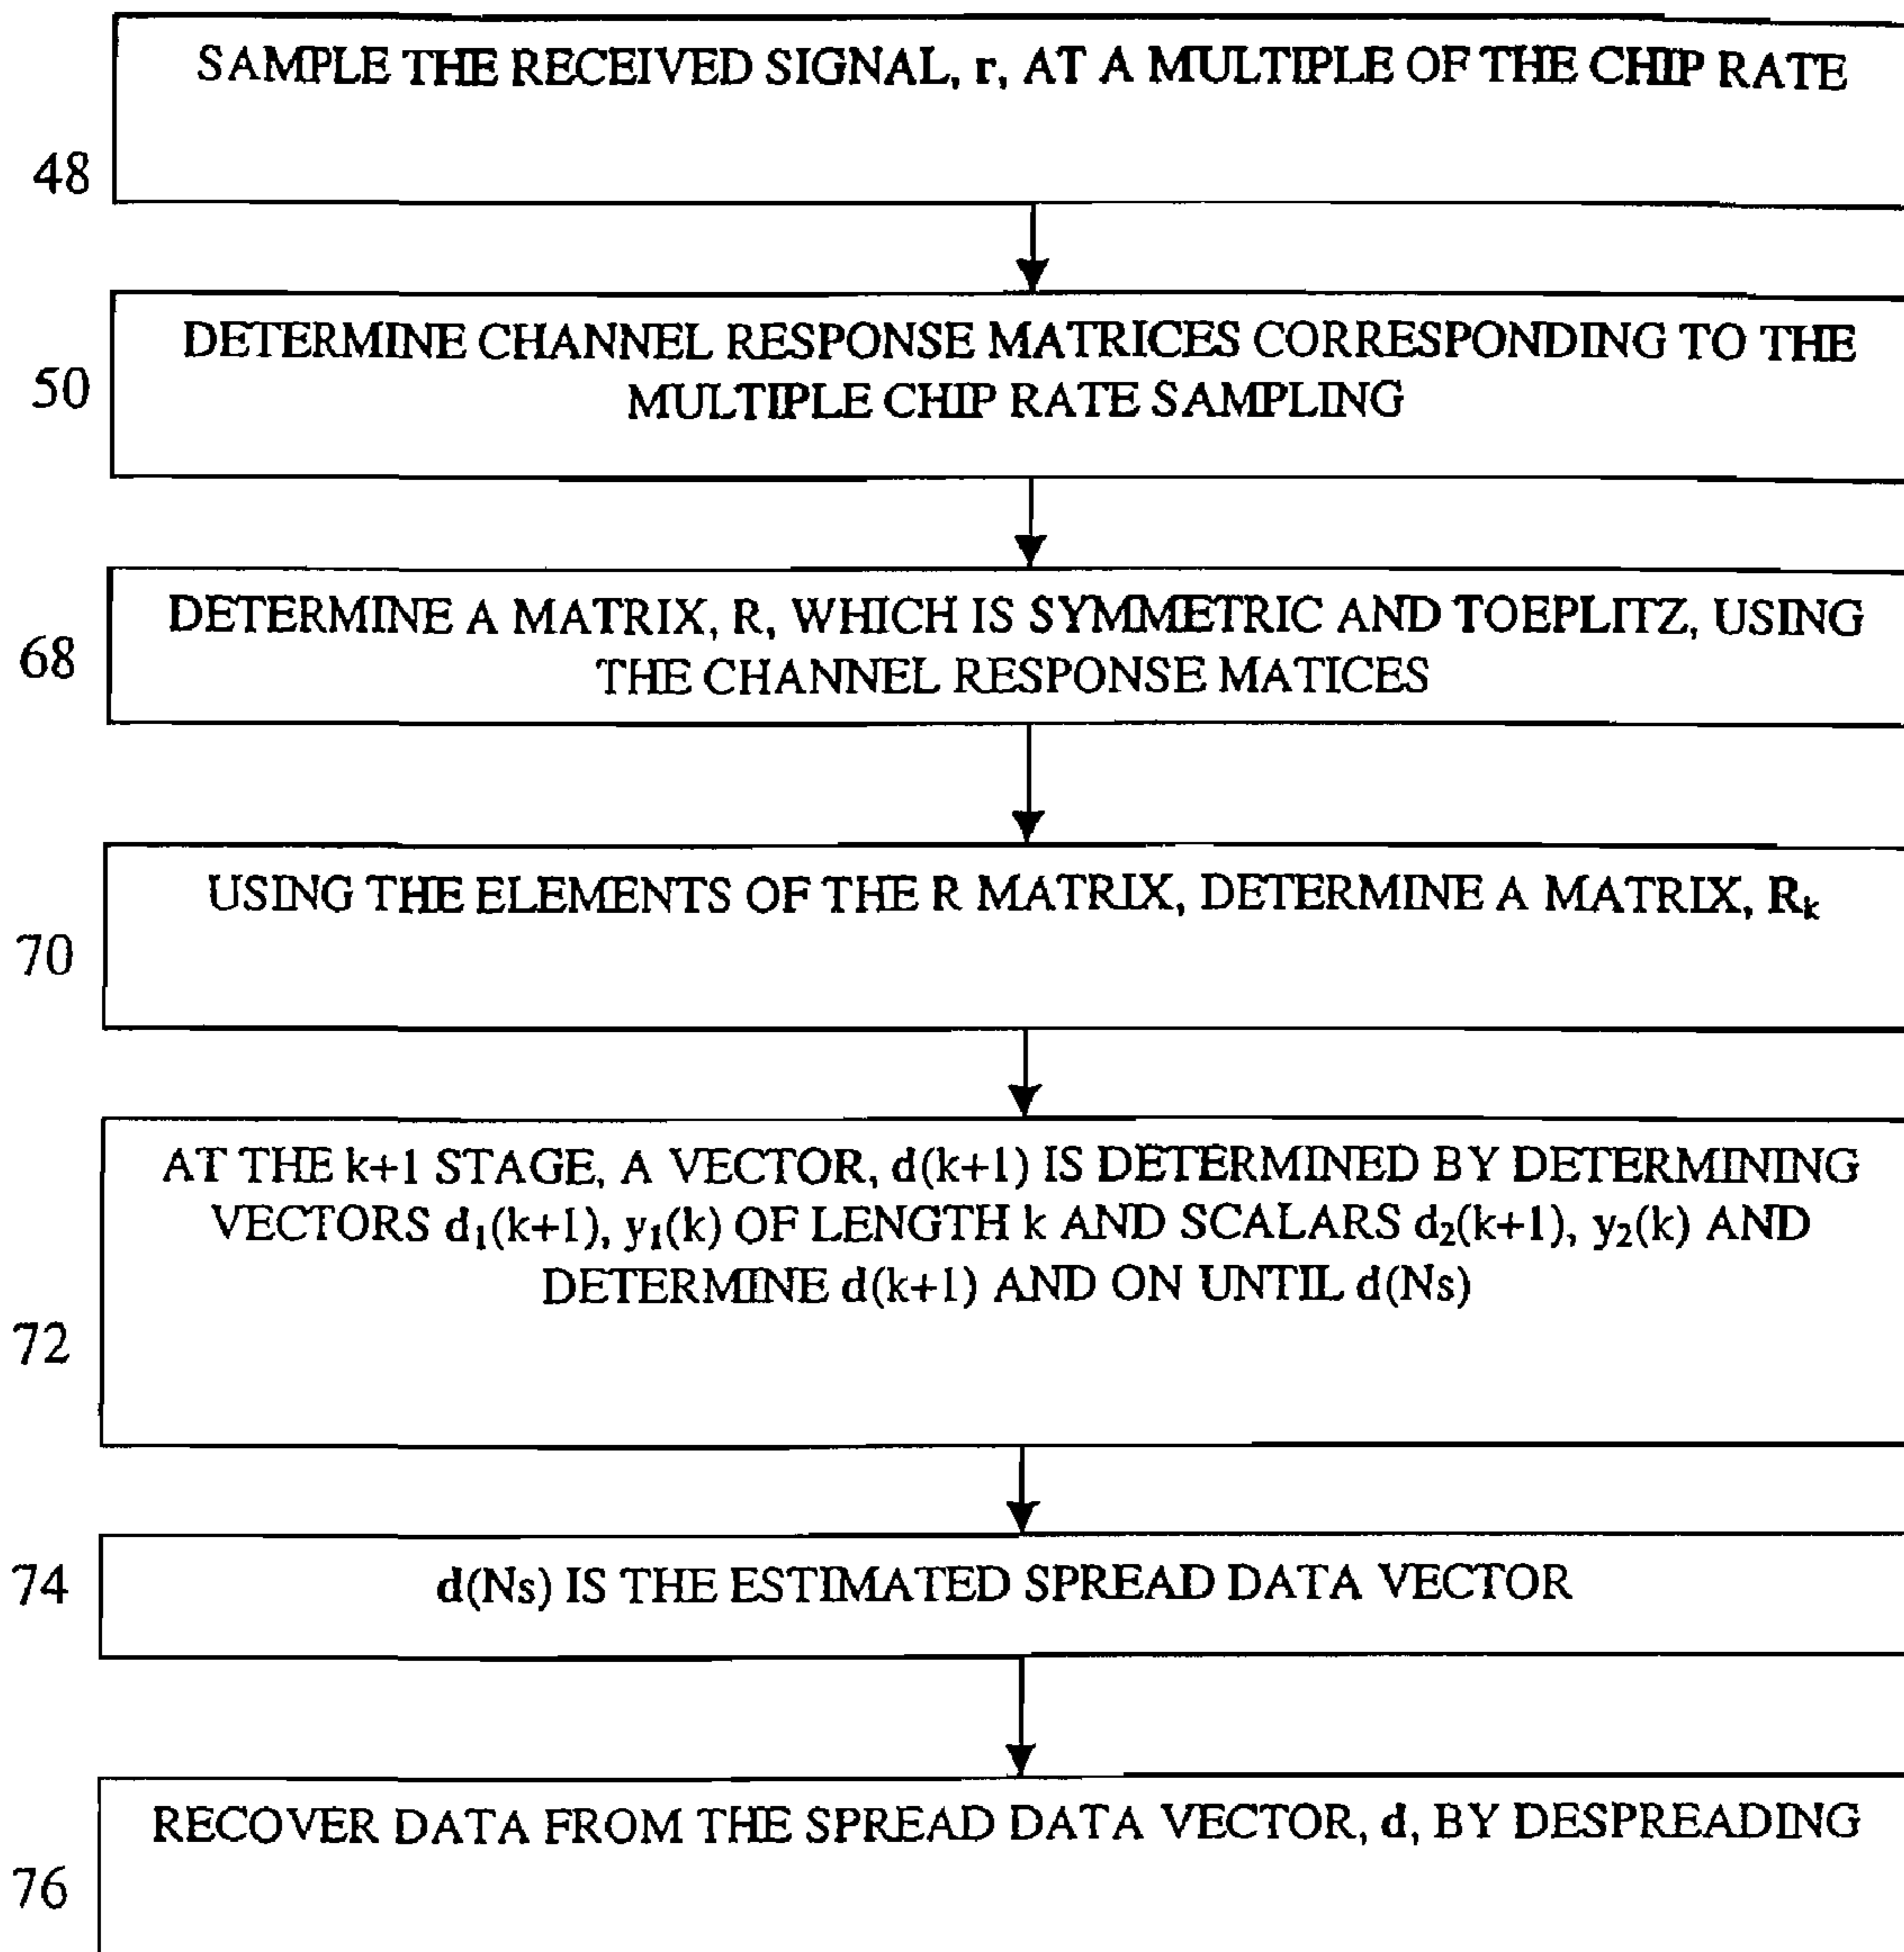 SAMPLE THE RECEIVED SIGNAL, r, AT A MULTIPLE OF THE CHIP RATE
48
DETERMINE CHANNEL RESPONSE MATRICES CORRESPONDING TO THE
MULTIPLE CHIP RATE SAMPLING
50
DETERMINE A MATRIX, R, WHICH IS SYMMETRIC AND TOEPLITZ, USING
THE CHANNEL RESPONSE MATICES
68
USING THE ELEMENTS OF THE R MATRIX, DETERMINE A MATRIX, Rₖ
70
AT THE k+1 STAGE, A VECTOR, d(k+1) IS DETERMINED BY DETERMINING
VECTORS d₁(k+1), y₁(k) OF LENGTH k AND SCALARS d₂(k+1), y₂(k) AND
DETERMINE d(k+1) AND ON UNTIL d(Ns)
72
74
d(Ns) IS THE ESTIMATED SPREAD DATA VECTOR
RECOVER DATA FROM THE SPREAD DATA VECTOR, d, BY DESPREADING
76